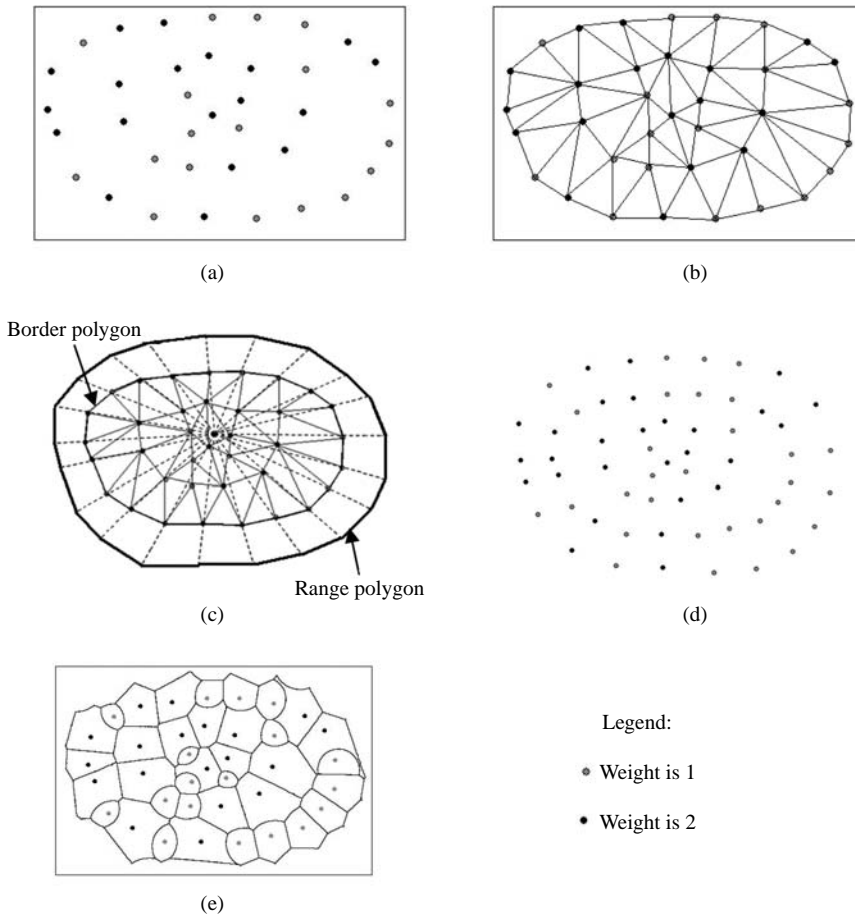 (a)
(b)
Border polygon
Range polygon
(c)
(d)
Legend:
Weight is 1
Weight is 2
(e)